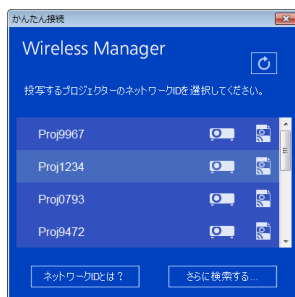 かんたん接続
Wireless Manager
投写するプロジェクターのネットワークIDを選択してください。
Proj9967
Proj1234
Proj0793
Proj9472
ネットワークIDとは？
さらに検索する...